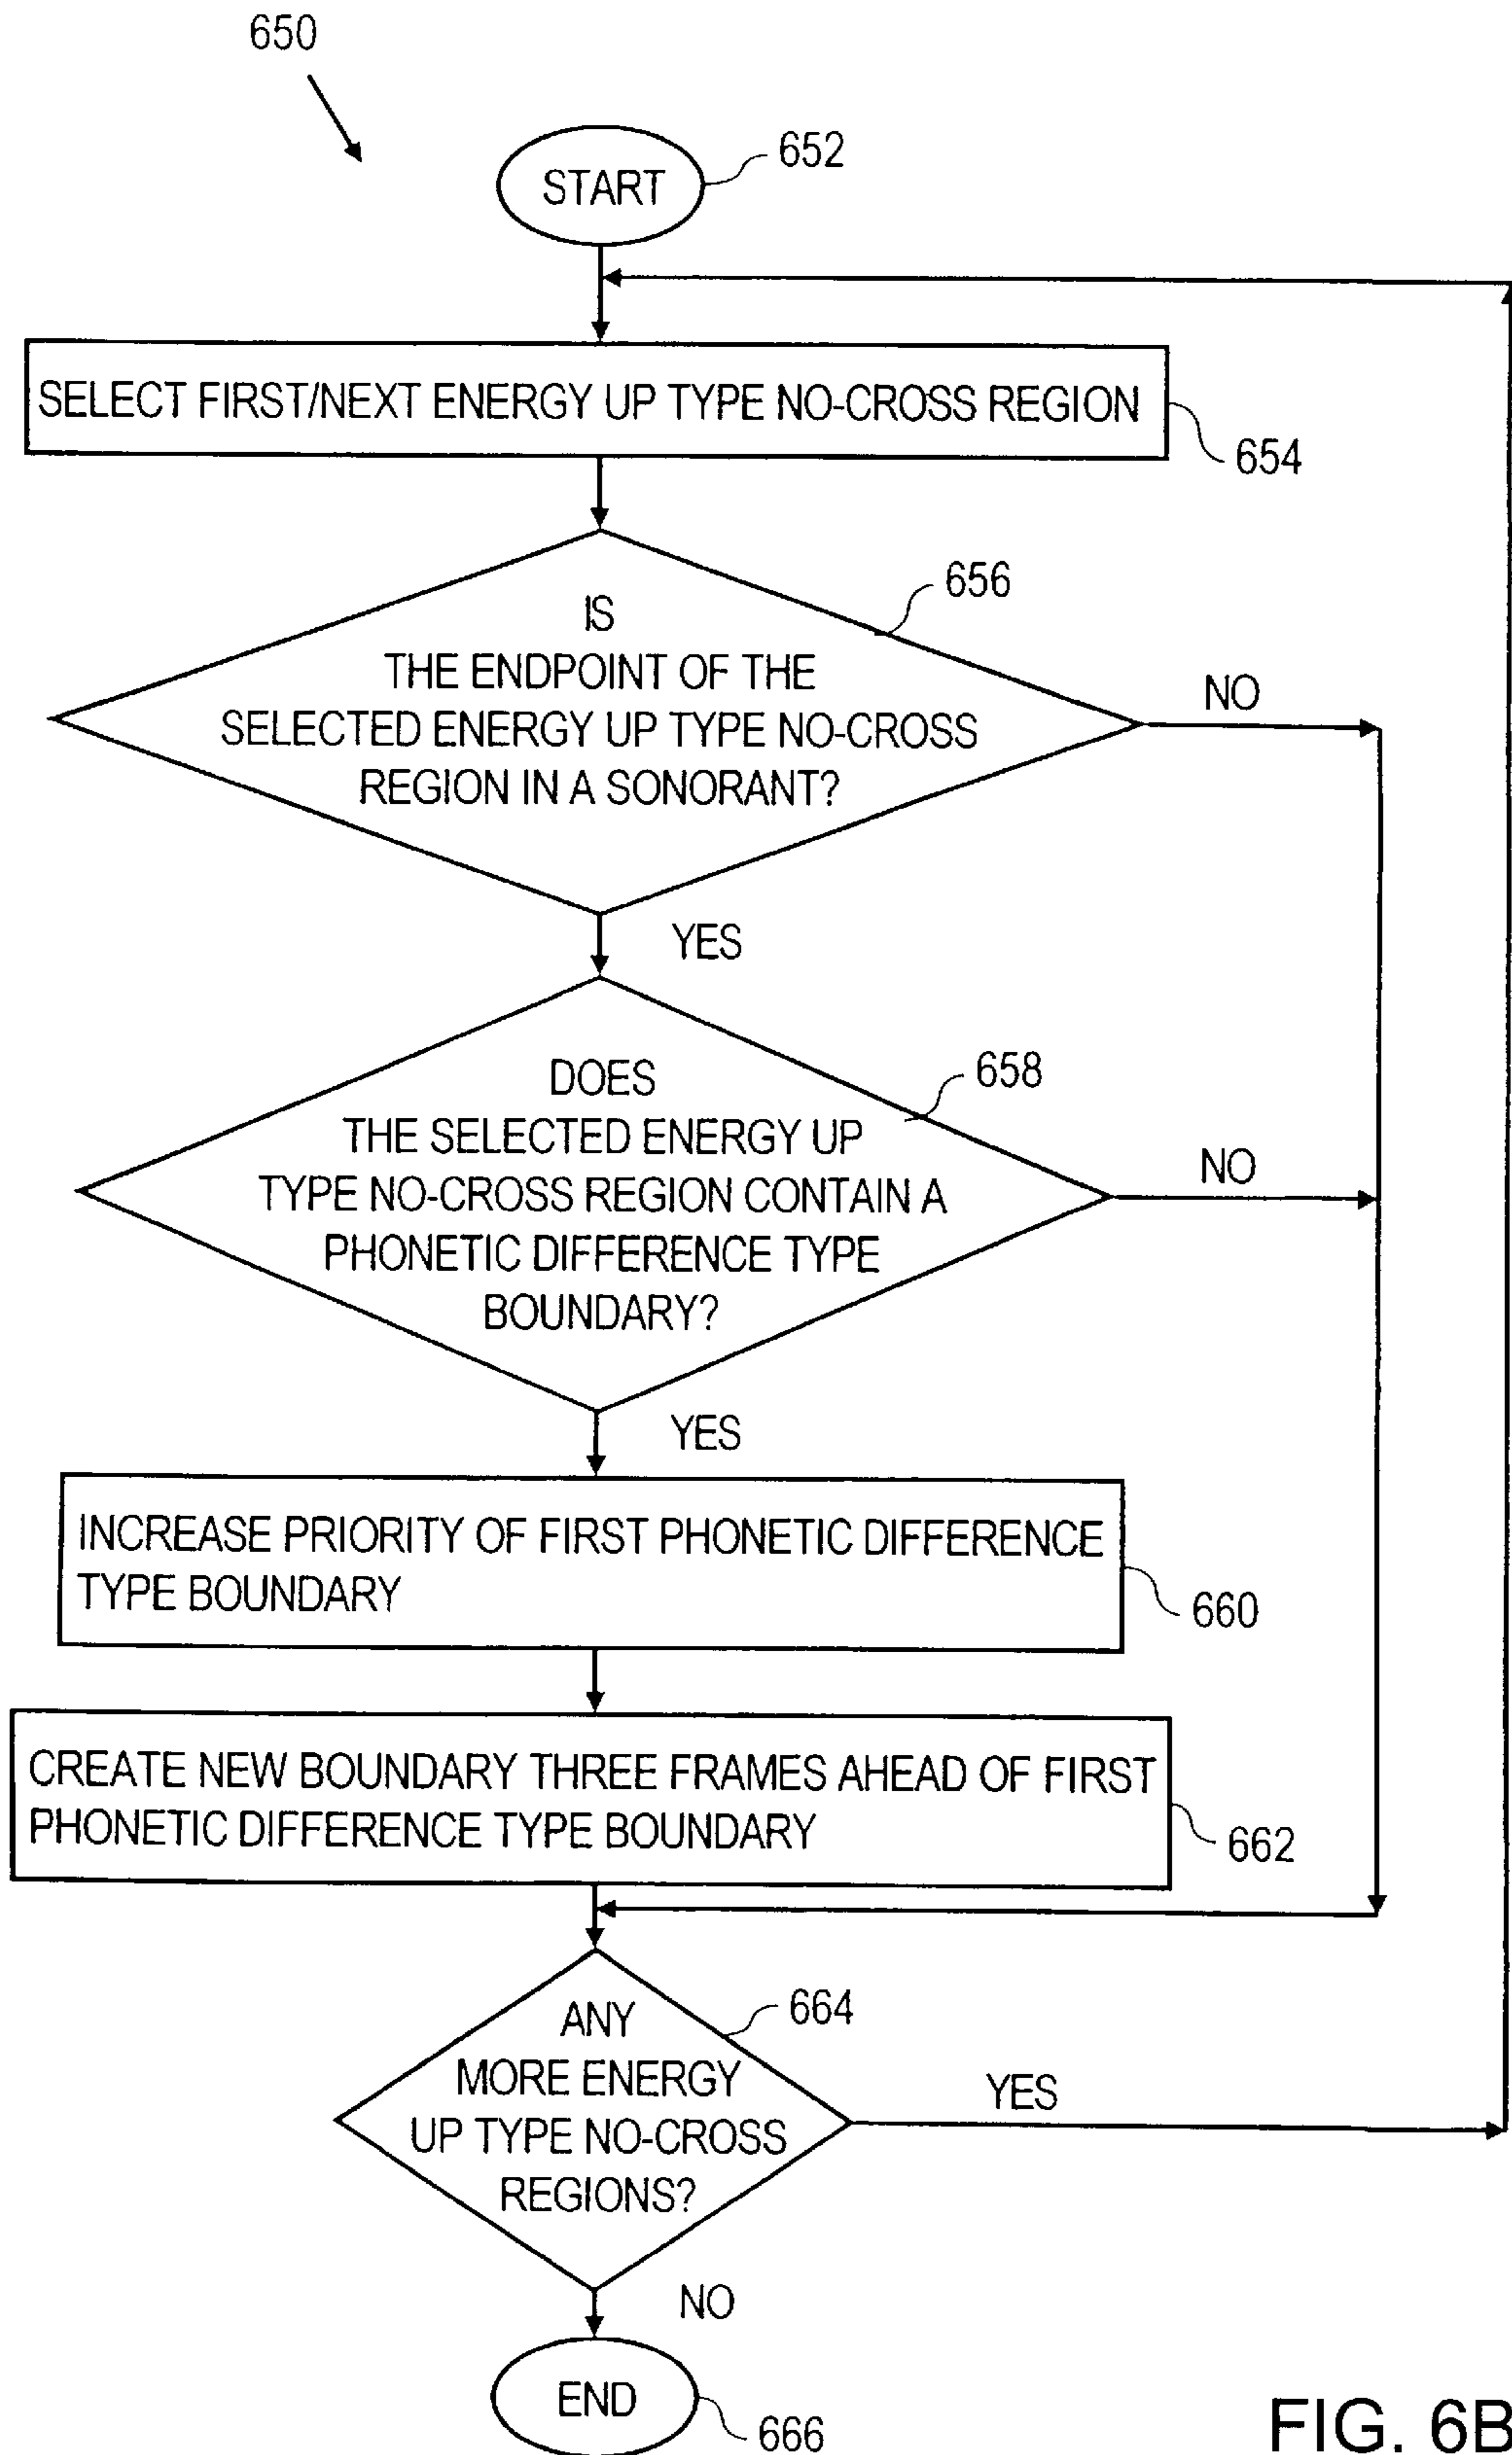 650
START
652
SELECT FIRST/NEXT ENERGY UP TYPE NO-CROSS REGION
654
IS
THE ENDPOINT OF THE
SELECTED ENERGY UP TYPE NO-CROSS
REGION IN A SONORANT?
656
NO
YES
DOES
THE SELECTED ENERGY UP
TYPE NO-CROSS REGION CONTAIN A
PHONETIC DIFFERENCE TYPE
BOUNDARY?
658
NO
YES
INCREASE PRIORITY OF FIRST PHONETIC DIFFERENCE
TYPE BOUNDARY
660
CREATE NEW BOUNDARY THREE FRAMES AHEAD OF FIRST
PHONETIC DIFFERENCE TYPE BOUNDARY
662
ANY
MORE ENERGY
UP TYPE NO-CROSS
REGIONS?
664
YES
NO
END
666
FIG. 6B